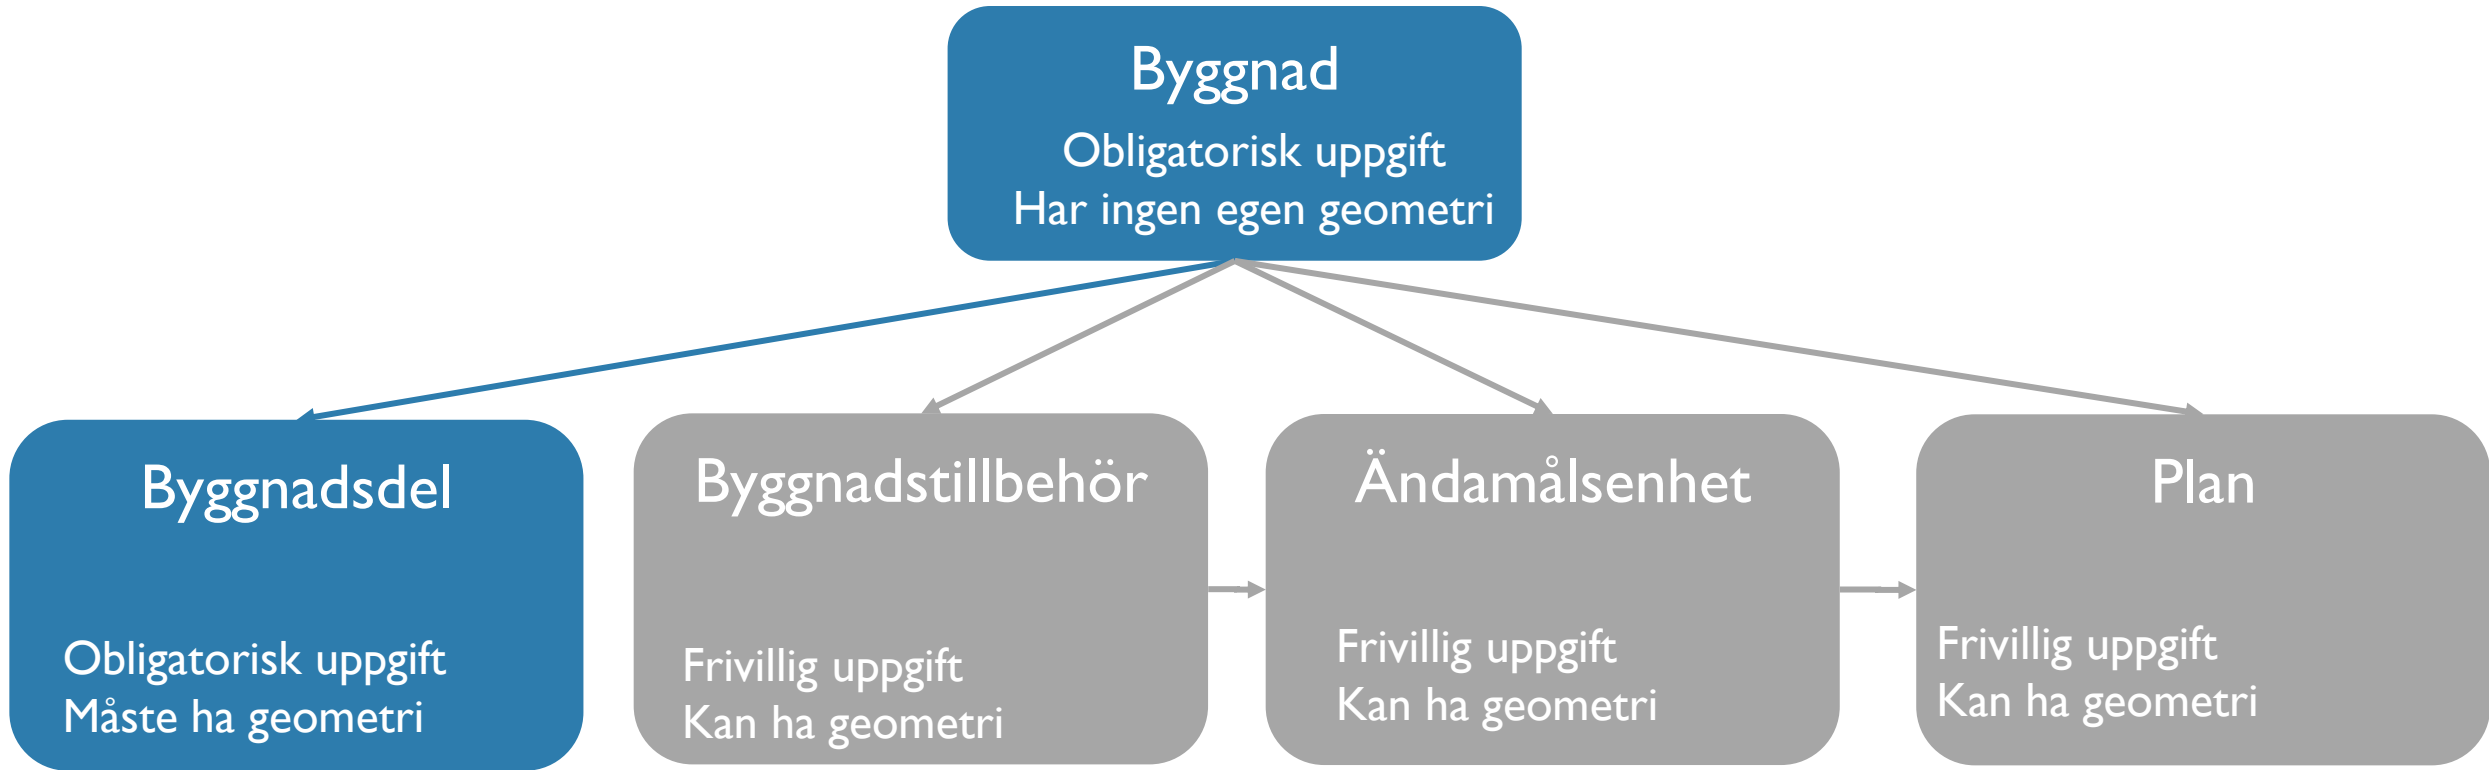 Byggnad
Obligatorisk uppgift
Har ingen egen geometri
Byggnadsdel
Obligatorisk uppgift
Måste ha geometri
Byggnadstillbehör
Frivillig uppgift
Kan ha geometri
Ändamålsenhet
Frivillig uppgift
Kan ha geometri
Plan
Frivillig uppgift
Kan ha geometri